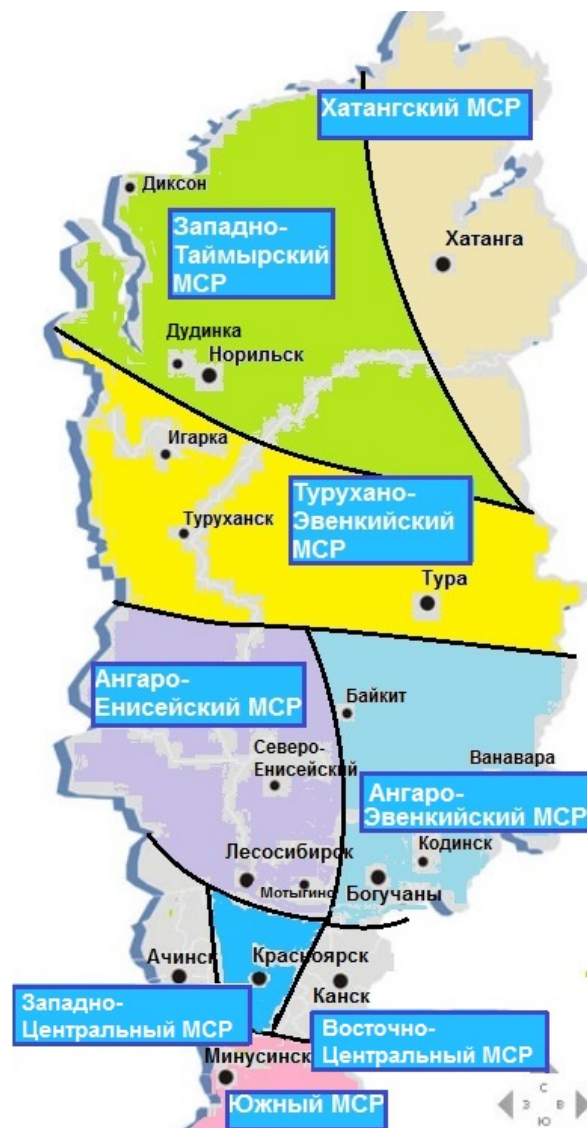 Хатангский МСР
Диксон
Западно-
Таймырский
МСР
Хатанга
Дудинка
Норильск
Игарка
Турухано-
Эвенкийский
МСР
Туруханск
Тура
Ангаро-
Енисейский МСР
Байкит
Северо-
Енисейский
Ванавара
Ангаро-
Эвенкийский МСР
Кодинск
Лесосибирск
Мотыгино
Богучаны
Ачинск
Красноярск
Канск
Западно-
Центральный МСР
Восточно-
Центральный МСР
Минусинск
Южный МСР
С
З В
Ю